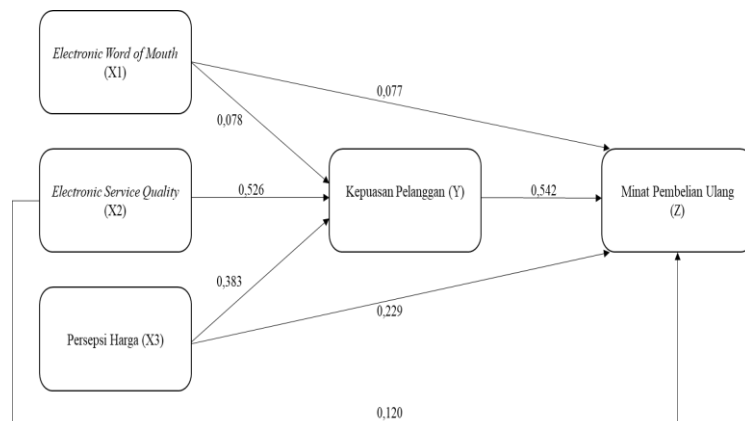 Electronic Word of Mouth
(X1)
0,077
0,078
Electronic Service Quality
(X2)
0,526
Kepuasan Pelanggan (Y)
0,542
Minat Pembelian Ulang
(Z)
0,383
Persepsi Harga (X3)
0,229
0,120